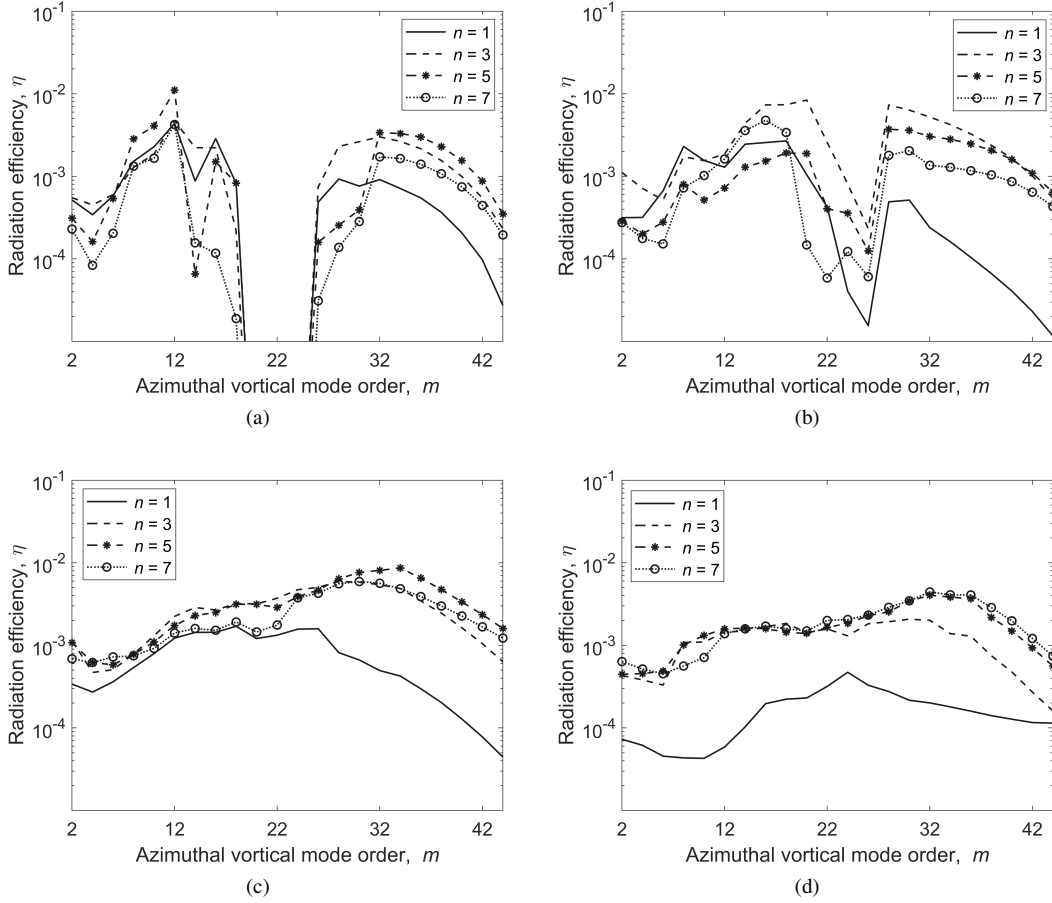 10^-1
10^-2
10^-3
10^-4
Radiation efficiency, η
n = 1
n = 3
n = 5
n = 7
2 12 22 32 42
Azimuthal vortical mode order, m
(a)
10^-1
10^-2
10^-3
10^-4
Radiation efficiency, η
n = 1
n = 3
n = 5
n = 7
2 12 22 32 42
Azimuthal vortical mode order, m
(b)
10^-1
10^-2
10^-3
10^-4
Radiation efficiency, η
n = 1
n = 3
n = 5
n = 7
2 12 22 32 42
Azimuthal vortical mode order, m
(c)
10^-1
10^-2
10^-3
10^-4
Radiation efficiency, η
n = 1
n = 3
n = 5
n = 7
2 12 22 32 42
Azimuthal vortical mode order, m
(d)